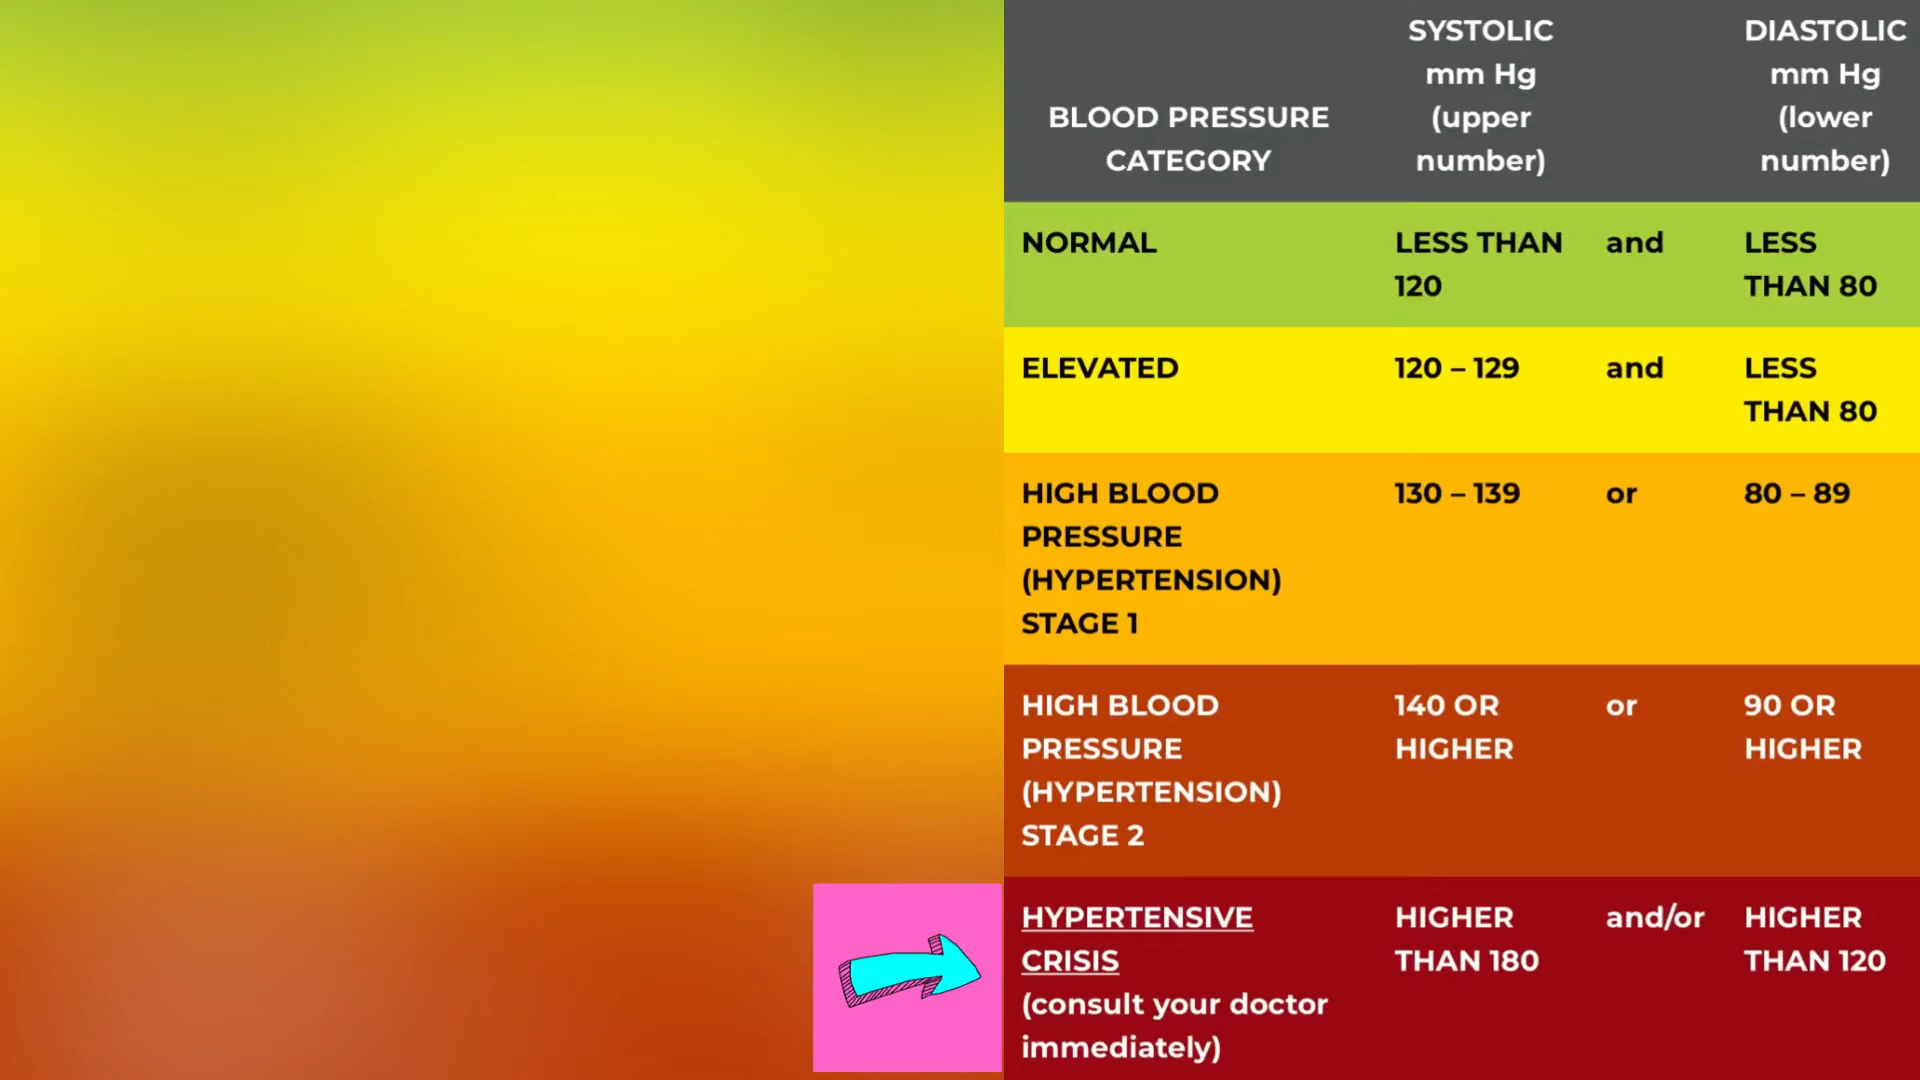 BLOOD PRESSURE
CATEGORY
SYSTOLIC
mm Hg
(upper
number)
DIASTOLIC
mm Hg
(lower
number)
NORMAL
LESS THAN
120
and
LESS
THAN 80
ELEVATED
120 – 129
and
LESS
THAN 80
HIGH BLOOD
PRESSURE
(HYPERTENSION)
STAGE 1
130 – 139
or
80 – 89
HIGH BLOOD
PRESSURE
(HYPERTENSION)
STAGE 2
140 OR
HIGHER
or
90 OR
HIGHER
HYPERTENSIVE
CRISIS
(consult your doctor
immediately)
HIGHER
THAN 180
and/or
HIGHER
THAN 120